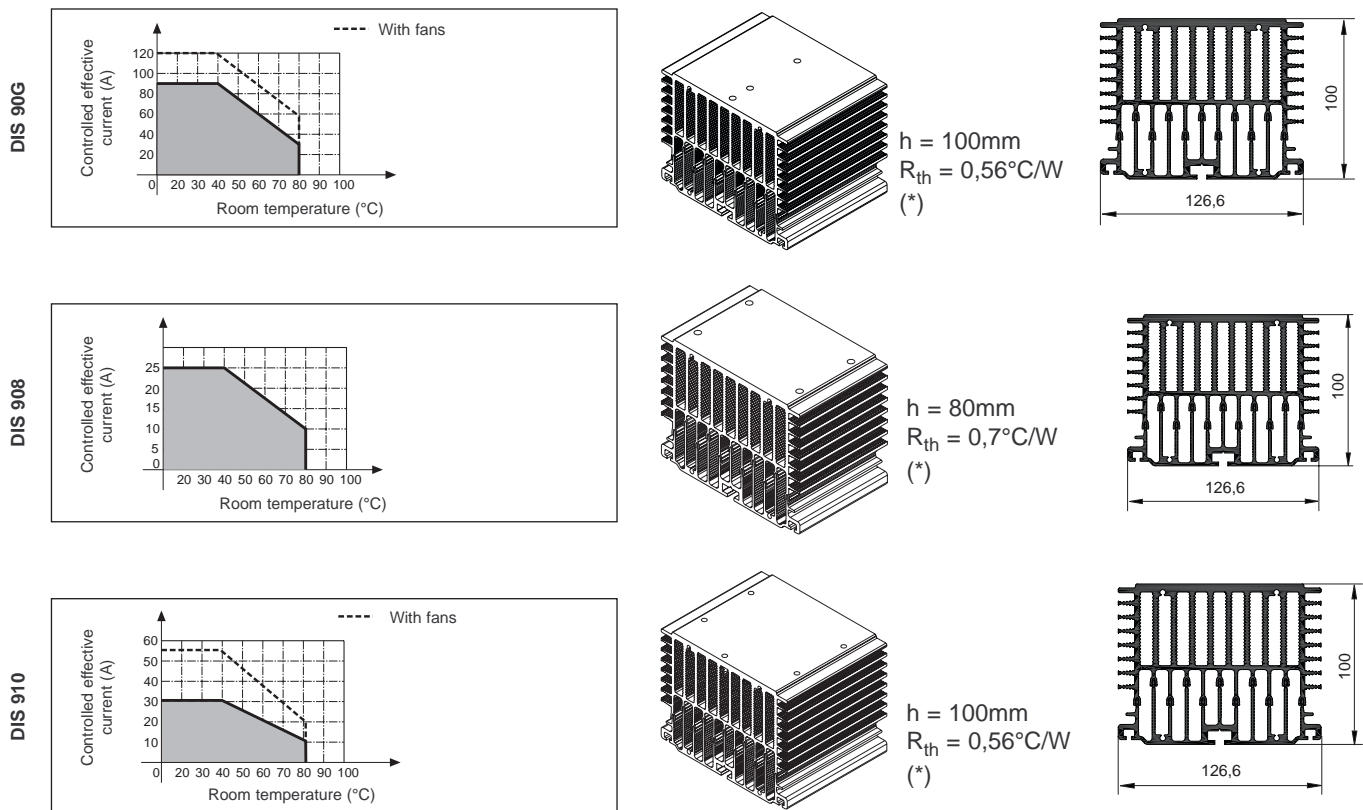 DIS 90G
With fans
Controlled effective
current (A)
120
100
80
60
40
20
0 20 30 40 50 60 70 80 100
Room temperature (°C)
h = 100mm
Rth = 0,56°C/W
(*)
100
126,6
DIS 908
Controlled effective
current (A)
25
20
15
10
5
0
20 30 40 50 60 70 80 100
Room temperature (°C)
h = 80mm
Rth = 0,7°C/W
(*)
100
126,6
DIS 910
With fans
Controlled effective
current (A)
60
50
40
30
20
10
0 20 30 40 50 60 70 80 100
Room temperature (°C)
h = 100mm
Rth = 0,56°C/W
(*)
100
126,6